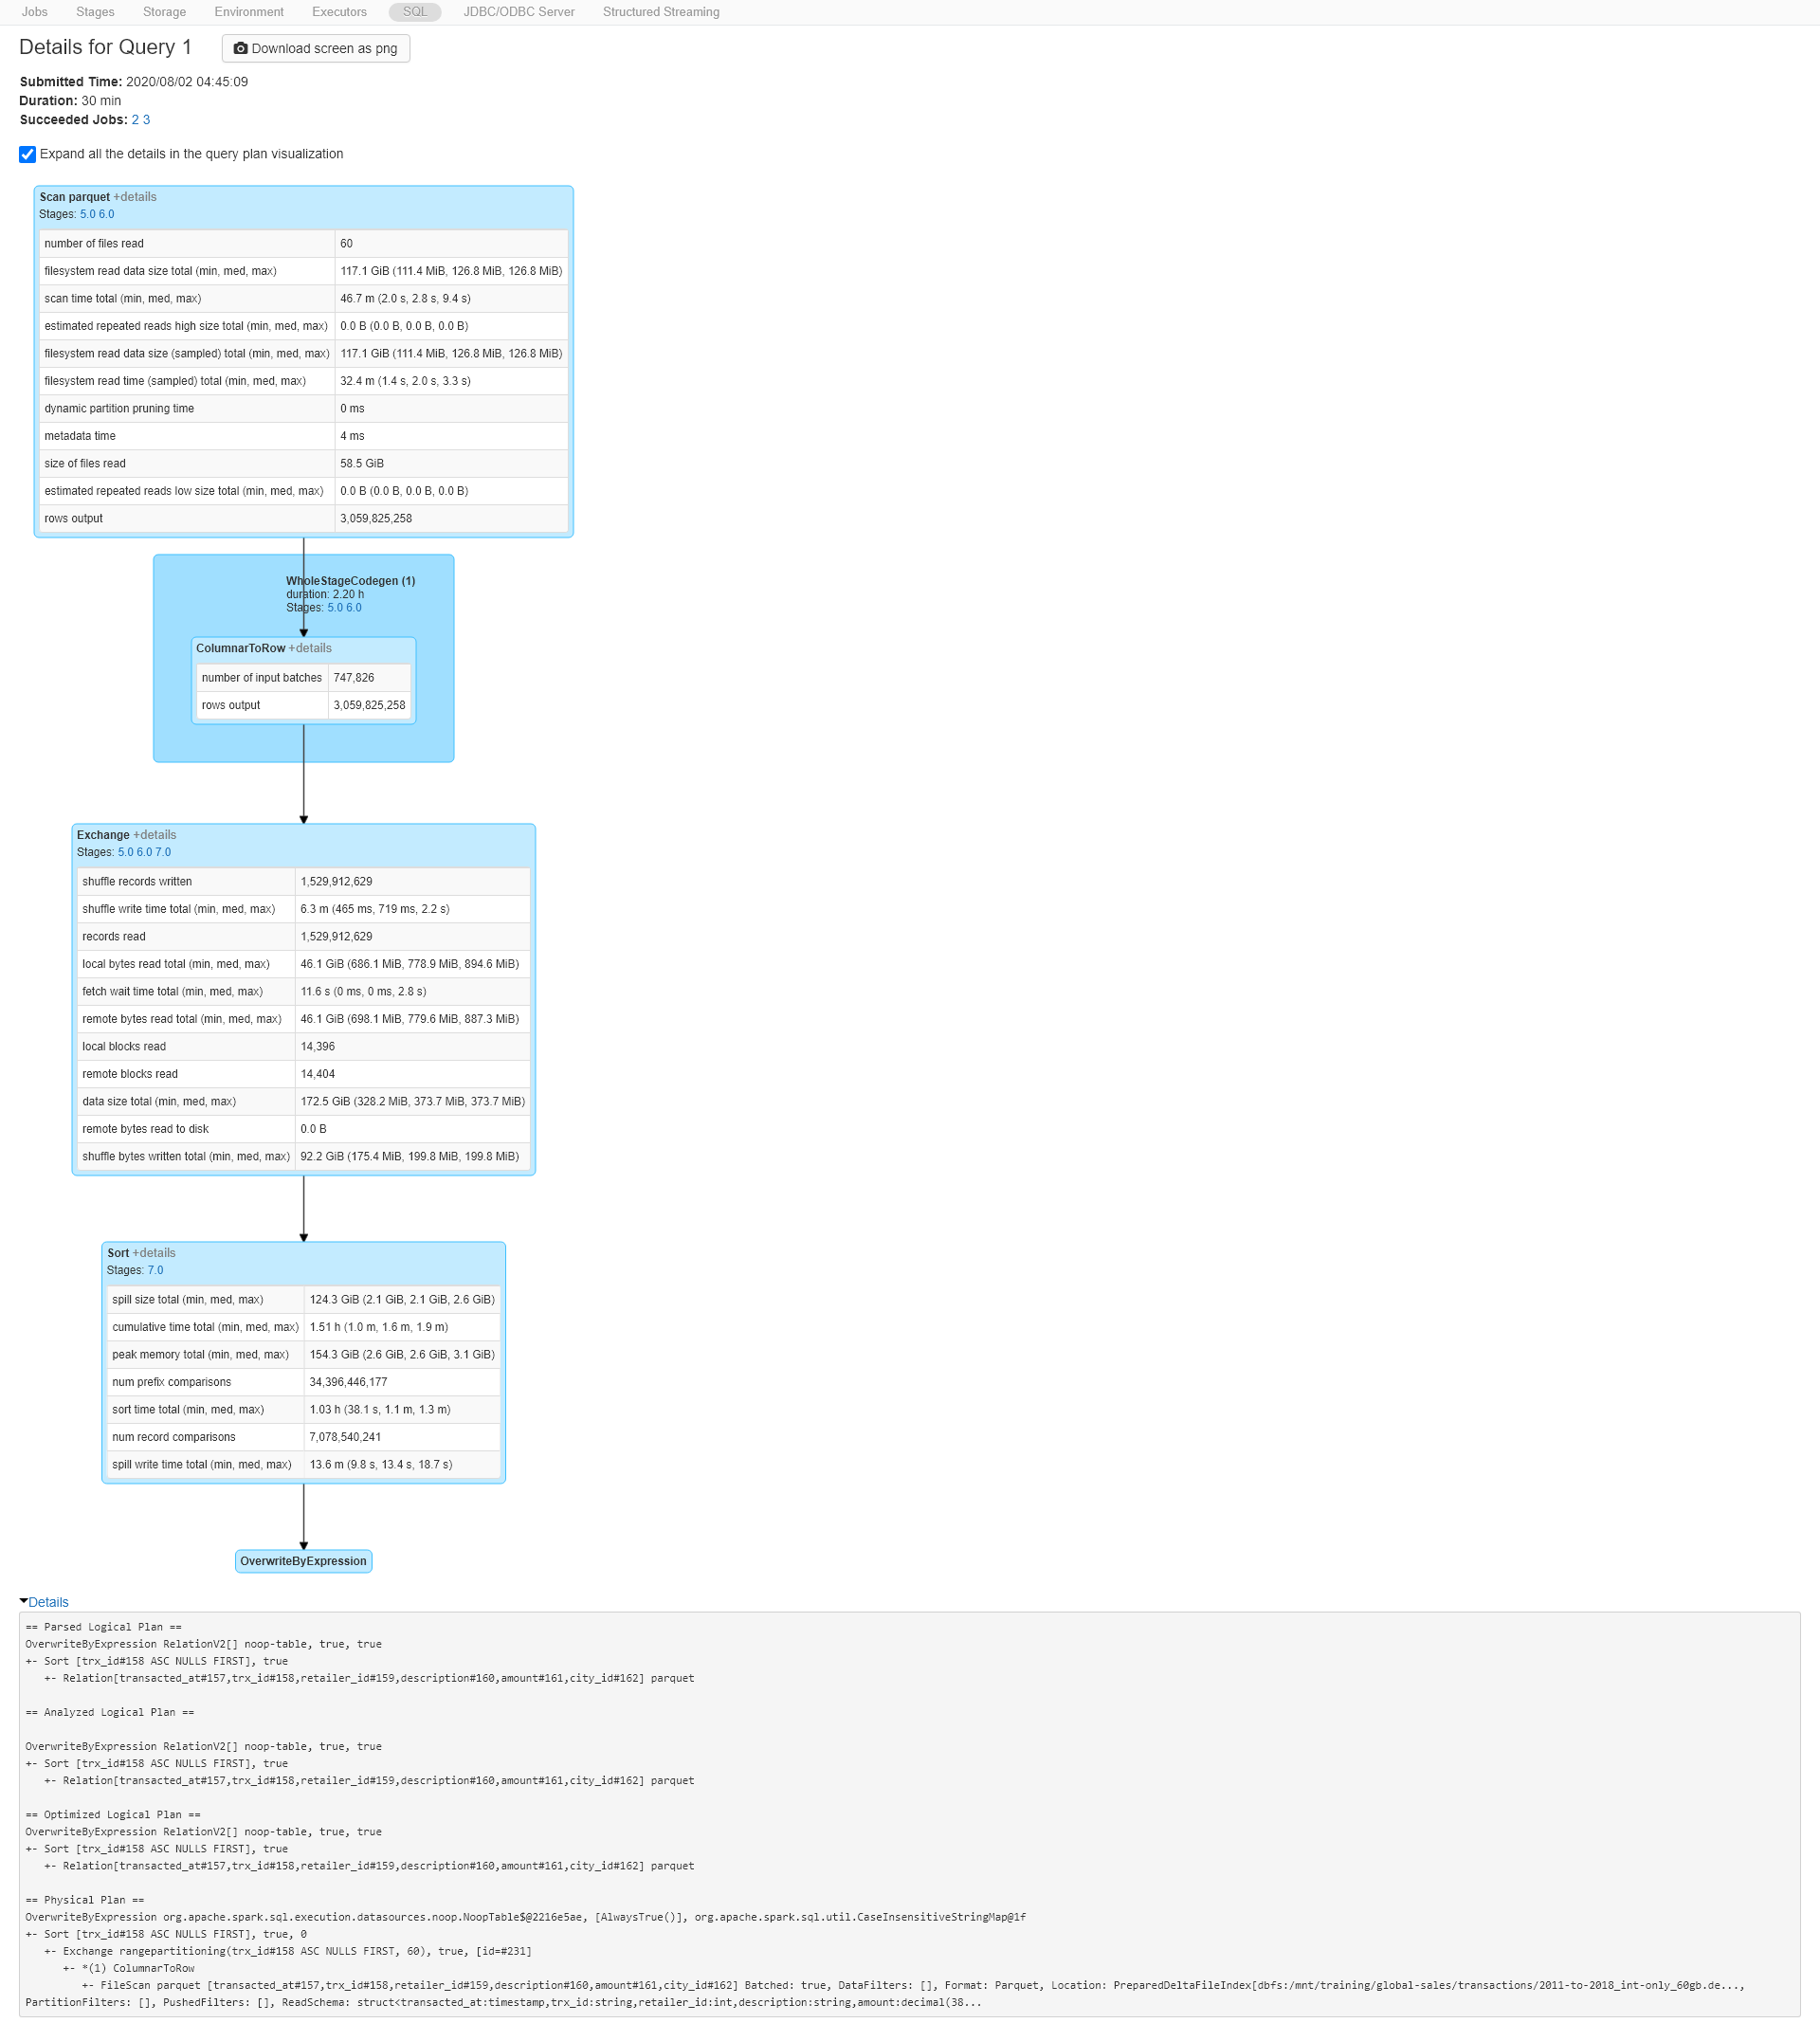 Jobs Stages Storage Environment Executors SQL JDBC/ODBC Server Structured Streaming
Details for Query 1 Download screen as png
Submitted Time: 2020/08/02 04:45:09
Duration: 30 min
Succeeded Jobs: 2 3
Expand all the details in the query plan visualization
Scan parquet +details
Stages: 5.0 6.0
number of files read 60
filesystem read data size total (min, med, max) 117.1 GiB (111.4 MiB, 126.8 MiB, 126.8 MiB)
scan time total (min, med, max) 46.7 m (2.0 s, 2.8 s, 9.4 s)
estimated repeated reads high size total (min, med, max) 0.0 B (0.0 B, 0.0 B, 0.0 B)
filesystem read data size (sampled) total (min, med, max) 117.1 GiB (111.4 MiB, 126.8 MiB, 126.8 MiB)
filesystem read time (sampled) total (min, med, max) 32.4 m (1.4 s, 2.0 s, 3.3 s)
dynamic partition pruning time 0 ms
metadata time 4 ms
size of files read 58.5 GiB
estimated repeated reads low size total (min, med, max) 0.0 B (0.0 B, 0.0 B, 0.0 B)
rows output 3,059,825,258
WholeStageCodegen (1)
duration: 2.20 h
Stages: 5.0 6.0
ColumnarToRow +details
number of input batches 747,826
rows output 3,059,825,258
Exchange +details
Stages: 5.0 6.0 7.0
shuffle records written 1,529,912,629
shuffle write time total (min, med, max) 6.3 m (465 ms, 719 ms, 2.2 s)
records read 1,529,912,629
local bytes read total (min, med, max) 46.1 GiB (686.1 MiB, 778.9 MiB, 894.6 MiB)
fetch wait time total (min, med, max) 11.6 s (0 ms, 0 ms, 2.8 s)
remote bytes read total (min, med, max) 46.1 GiB (698.1 MiB, 779.6 MiB, 887.3 MiB)
local blocks read 14,396
remote blocks read 14,404
data size total (min, med, max) 172.5 GiB (328.2 MiB, 373.7 MiB, 373.7 MiB)
remote bytes read to disk 0.0 B
shuffle bytes written total (min, med, max) 92.2 GiB (175.4 MiB, 199.8 MiB, 199.8 MiB)
Sort +details
Stages: 7.0
spill size total (min, med, max) 124.3 GiB (2.1 GiB, 2.1 GiB, 2.6 GiB)
cumulative time total (min, med, max) 1.51 h (1.0 m, 1.6 m, 1.9 m)
peak memory total (min, med, max) 154.3 GiB (2.6 GiB, 2.6 GiB, 3.1 GiB)
num prefix comparisons 34,396,446,177
sort time total (min, med, max) 1.03 h (38.1 s, 1.1 m, 1.3 m)
num record comparisons 7,078,540,241
spill write time total (min, med, max) 13.6 m (9.8 s, 13.4 s, 18.7 s)
OverwriteByExpression
Details
== Parsed Logical Plan ==
OverwriteByExpression RelationV2[] noop-table, true, true
+- Sort [trx_id#158 ASC NULLS FIRST], true
   +- Relation[transacted_at#157,trx_id#158,retailer_id#159,description#160,amount#161,city_id#162] parquet
== Analyzed Logical Plan ==
OverwriteByExpression RelationV2[] noop-table, true, true
+- Sort [trx_id#158 ASC NULLS FIRST], true
   +- Relation[transacted_at#157,trx_id#158,retailer_id#159,description#160,amount#161,city_id#162] parquet
== Optimized Logical Plan ==
OverwriteByExpression RelationV2[] noop-table, true, true
+- Sort [trx_id#158 ASC NULLS FIRST], true
   +- Relation[transacted_at#157,trx_id#158,retailer_id#159,description#160,amount#161,city_id#162] parquet
== Physical Plan ==
OverwriteByExpression org.apache.spark.sql.execution.datasources.noop.NoopTable$@2216e5ae, [AlwaysTrue()], org.apache.spark.sql.util.CaseInsensitiveStringMap@1f
+- Sort [trx_id#158 ASC NULLS FIRST], true, 0
   +- Exchange rangepartitioning(trx_id#158 ASC NULLS FIRST, 60), true, [id=#231]
      +- *(1) ColumnarToRow
         +- FileScan parquet [transacted_at#157,trx_id#158,retailer_id#159,description#160,amount#161,city_id#162] Batched: true, DataFilters: [], Format: Parquet, Location: PreparedDeltaFileIndex[dbfs:/mnt/training/global-sales/transactions/2011-to-2018_int-only_60gb.de...,
PartitionFilters: [], PushedFilters: [], ReadSchema: struct<transacted_at:timestamp,trx_id:string,retailer_id:int,description:string,amount:decimal(38...